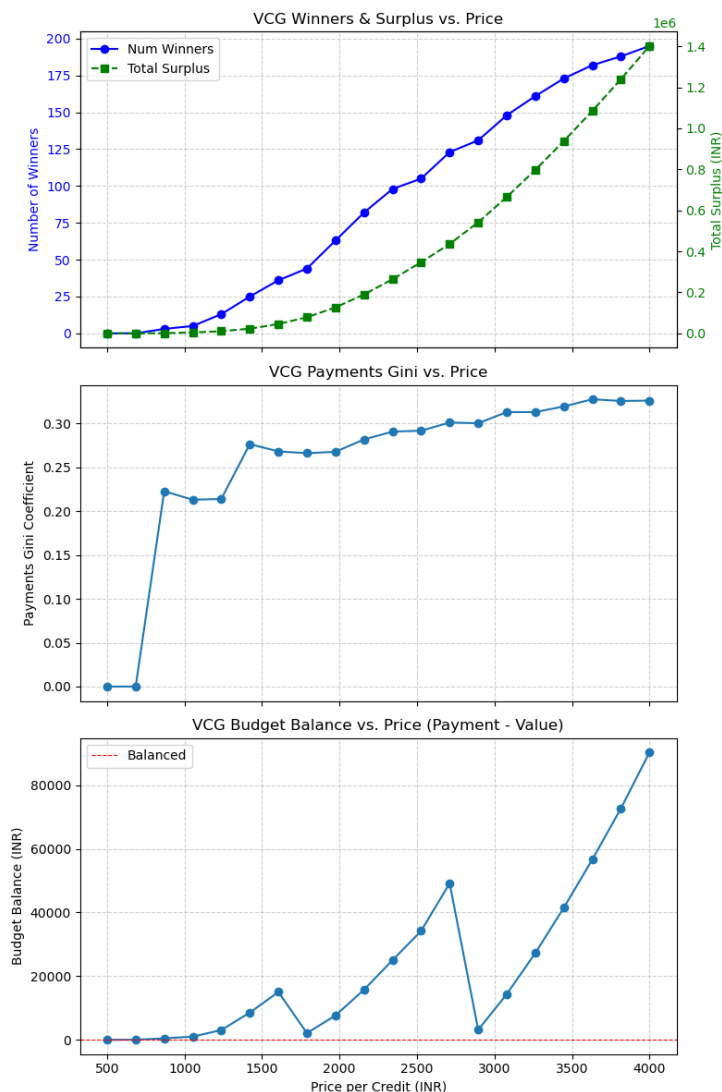 VCG Winners & Surplus vs. Price
1e6
200
175
150
125
100
75
50
25
0
Number of Winners
Num Winners
Total Surplus
1.4
1.2
1.0
0.8
0.6
0.4
0.2
0.0
Total Surplus (INR)
VCG Payments Gini vs. Price
0.30
0.25
0.20
0.15
0.10
0.05
0.00
Payments Gini Coefficient
VCG Budget Balance vs. Price (Payment - Value)
Balanced
80000
60000
40000
20000
0
Budget Balance (INR)
500 1000 1500 2000 2500 3000 3500 4000
Price per Credit (INR)